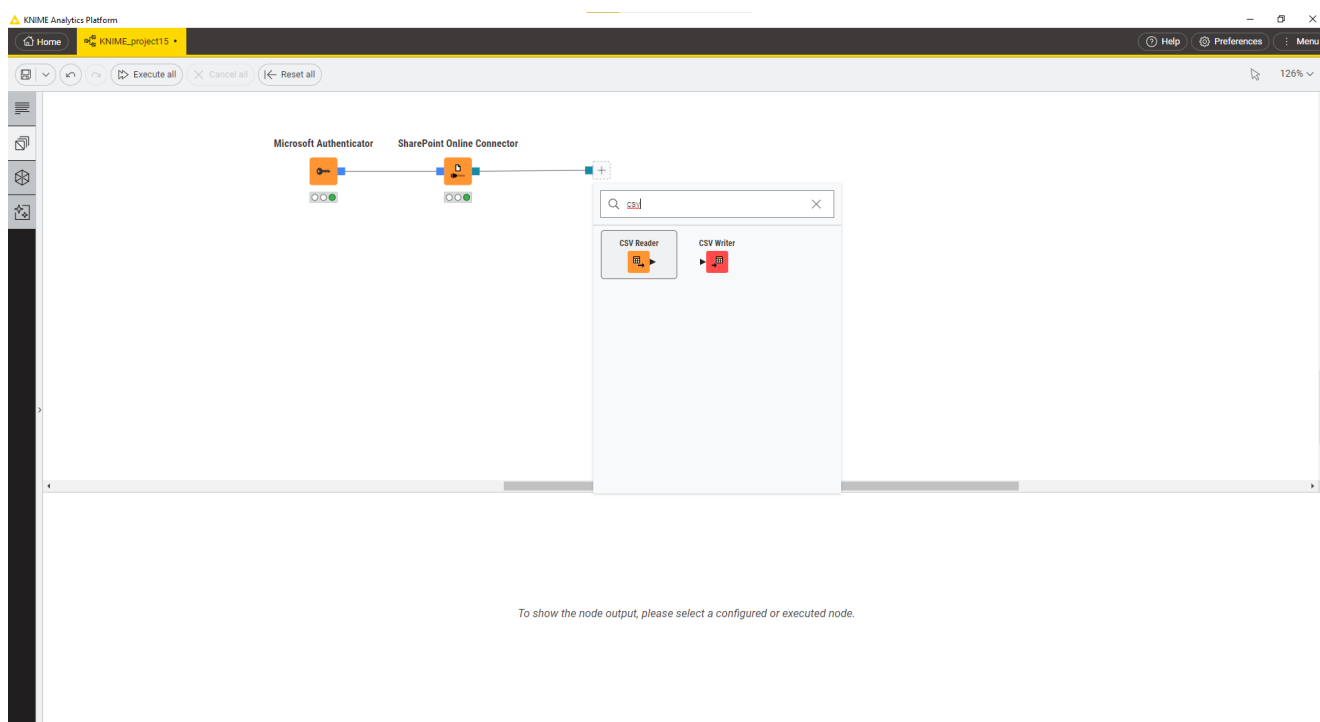 KNIME Analytics Platform
Home
KNIME_project15
Help
Preferences
Menu
Execute all
Cancel all
Reset all
126%
Microsoft Authenticator
SharePoint Online Connector
csv
CSV Reader
CSV Writer
To show the node output, please select a configured or executed node.